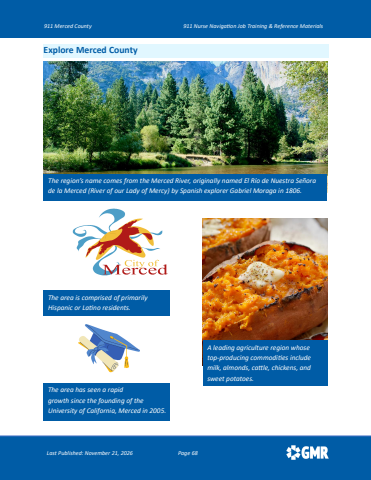 911 Merced County 911 Nurse Navigation Job Training & Reference Materials
Explore Merced County
The region's name comes from the Merced River, originally named El Río de Nuestra Señora
de la Merced (River of our Lady of Mercy) by Spanish explorer Gabriel Moraga in 1806.
City of
Merced
The area is comprised of primarily
Hispanic or Latino residents.
A leading agriculture region whose
top-producing commodities include
milk, almonds, cattle, chickens, and
sweet potatoes.
The area has seen a rapid
growth since the founding of the
University of California, Merced in 2005.
Last Published: November 21, 2026 Page 68
GMR